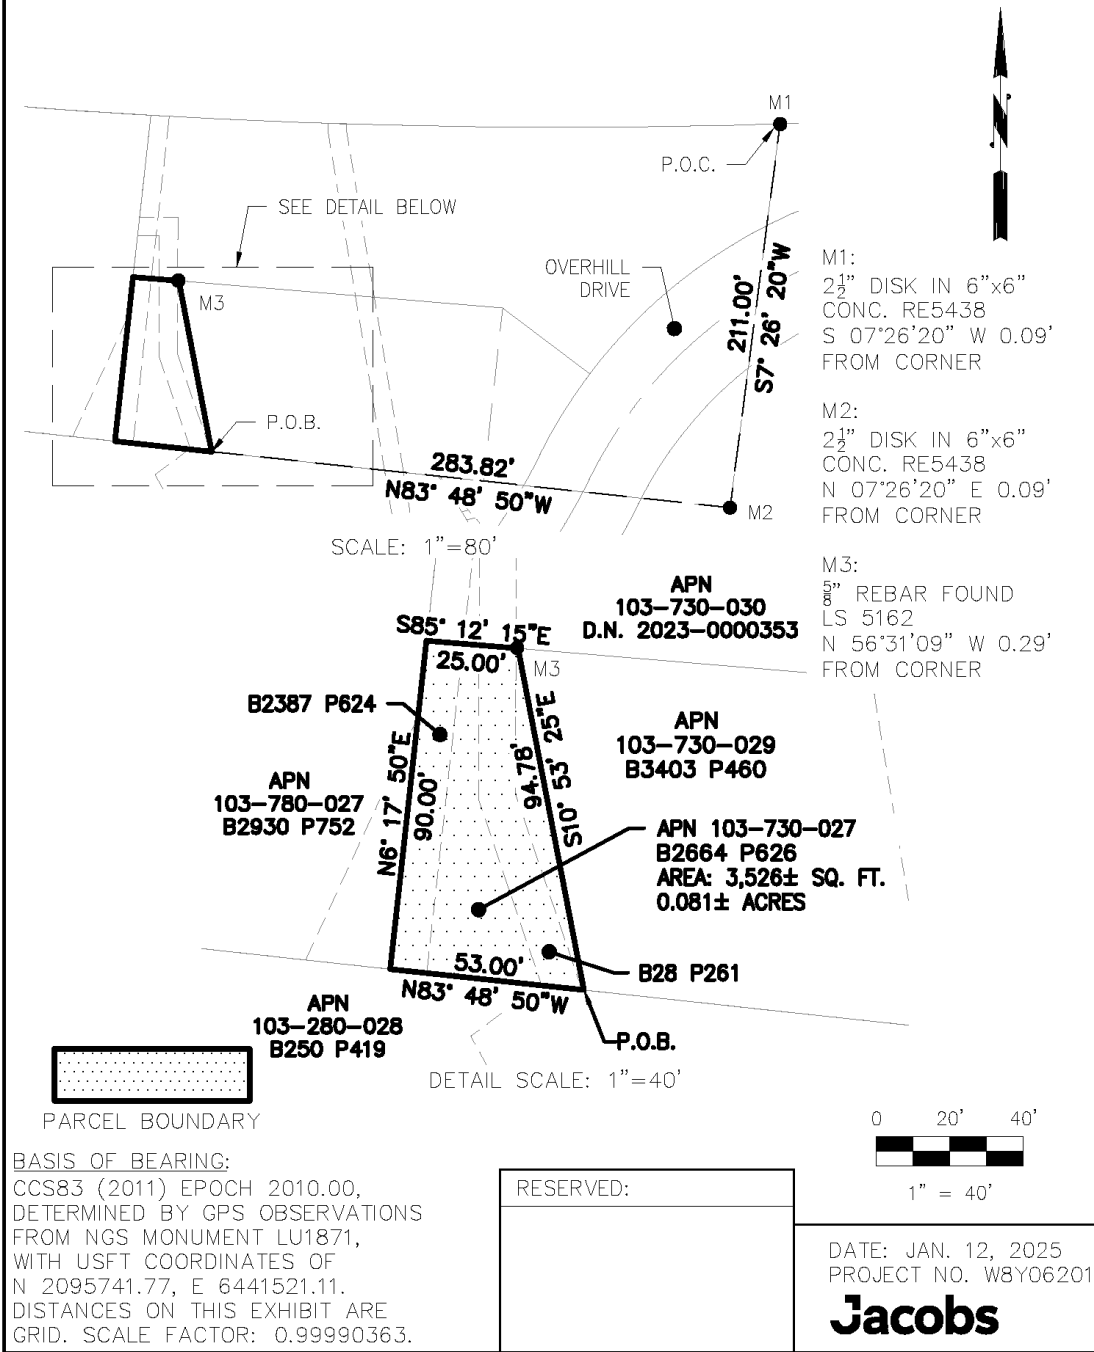 M1
P.O.C.
N
SEE DETAIL BELOW
OVERHILL
DRIVE
M3
211.00'
S7° 26' 20"W
P.O.B.
283.82'
N83° 48' 50"W
M2
SCALE: 1"=80'
M1:
2½" DISK IN 6"x6"
CONC. RE5438
S 07°26'20" W 0.09'
FROM CORNER
M2:
2½" DISK IN 6"x6"
CONC. RE5438
N 07°26'20" E 0.09'
FROM CORNER
M3:
⅝" REBAR FOUND
LS 5162
N 56°31'09" W 0.29'
FROM CORNER
APN
103-730-030
D.N. 2023-0000353
S85° 12' 15"E
25.00'
M3
B2387 P624
APN
103-730-029
B3403 P460
APN
103-780-027
B2930 P752
N6° 17' 50"E
90.00'
94.78'
S10° 53' 25"E
APN 103-730-027
B2664 P626
AREA: 3,526± SQ. FT.
0.081± ACRES
53.00'
N83° 48' 50"W
B28 P261
APN
103-280-028
B250 P419
P.O.B.
DETAIL SCALE: 1"=40'
PARCEL BOUNDARY
0 20' 40'
1" = 40'
BASIS OF BEARING:
CCS83 (2011) EPOCH 2010.00,
DETERMINED BY GPS OBSERVATIONS
FROM NGS MONUMENT LU1871,
WITH USFT COORDINATES OF
N 2095741.77, E 6441521.11.
DISTANCES ON THIS EXHIBIT ARE
GRID. SCALE FACTOR: 0.99990363.
RESERVED:
DATE: JAN. 12, 2025
PROJECT NO. W8Y06201
Jacobs